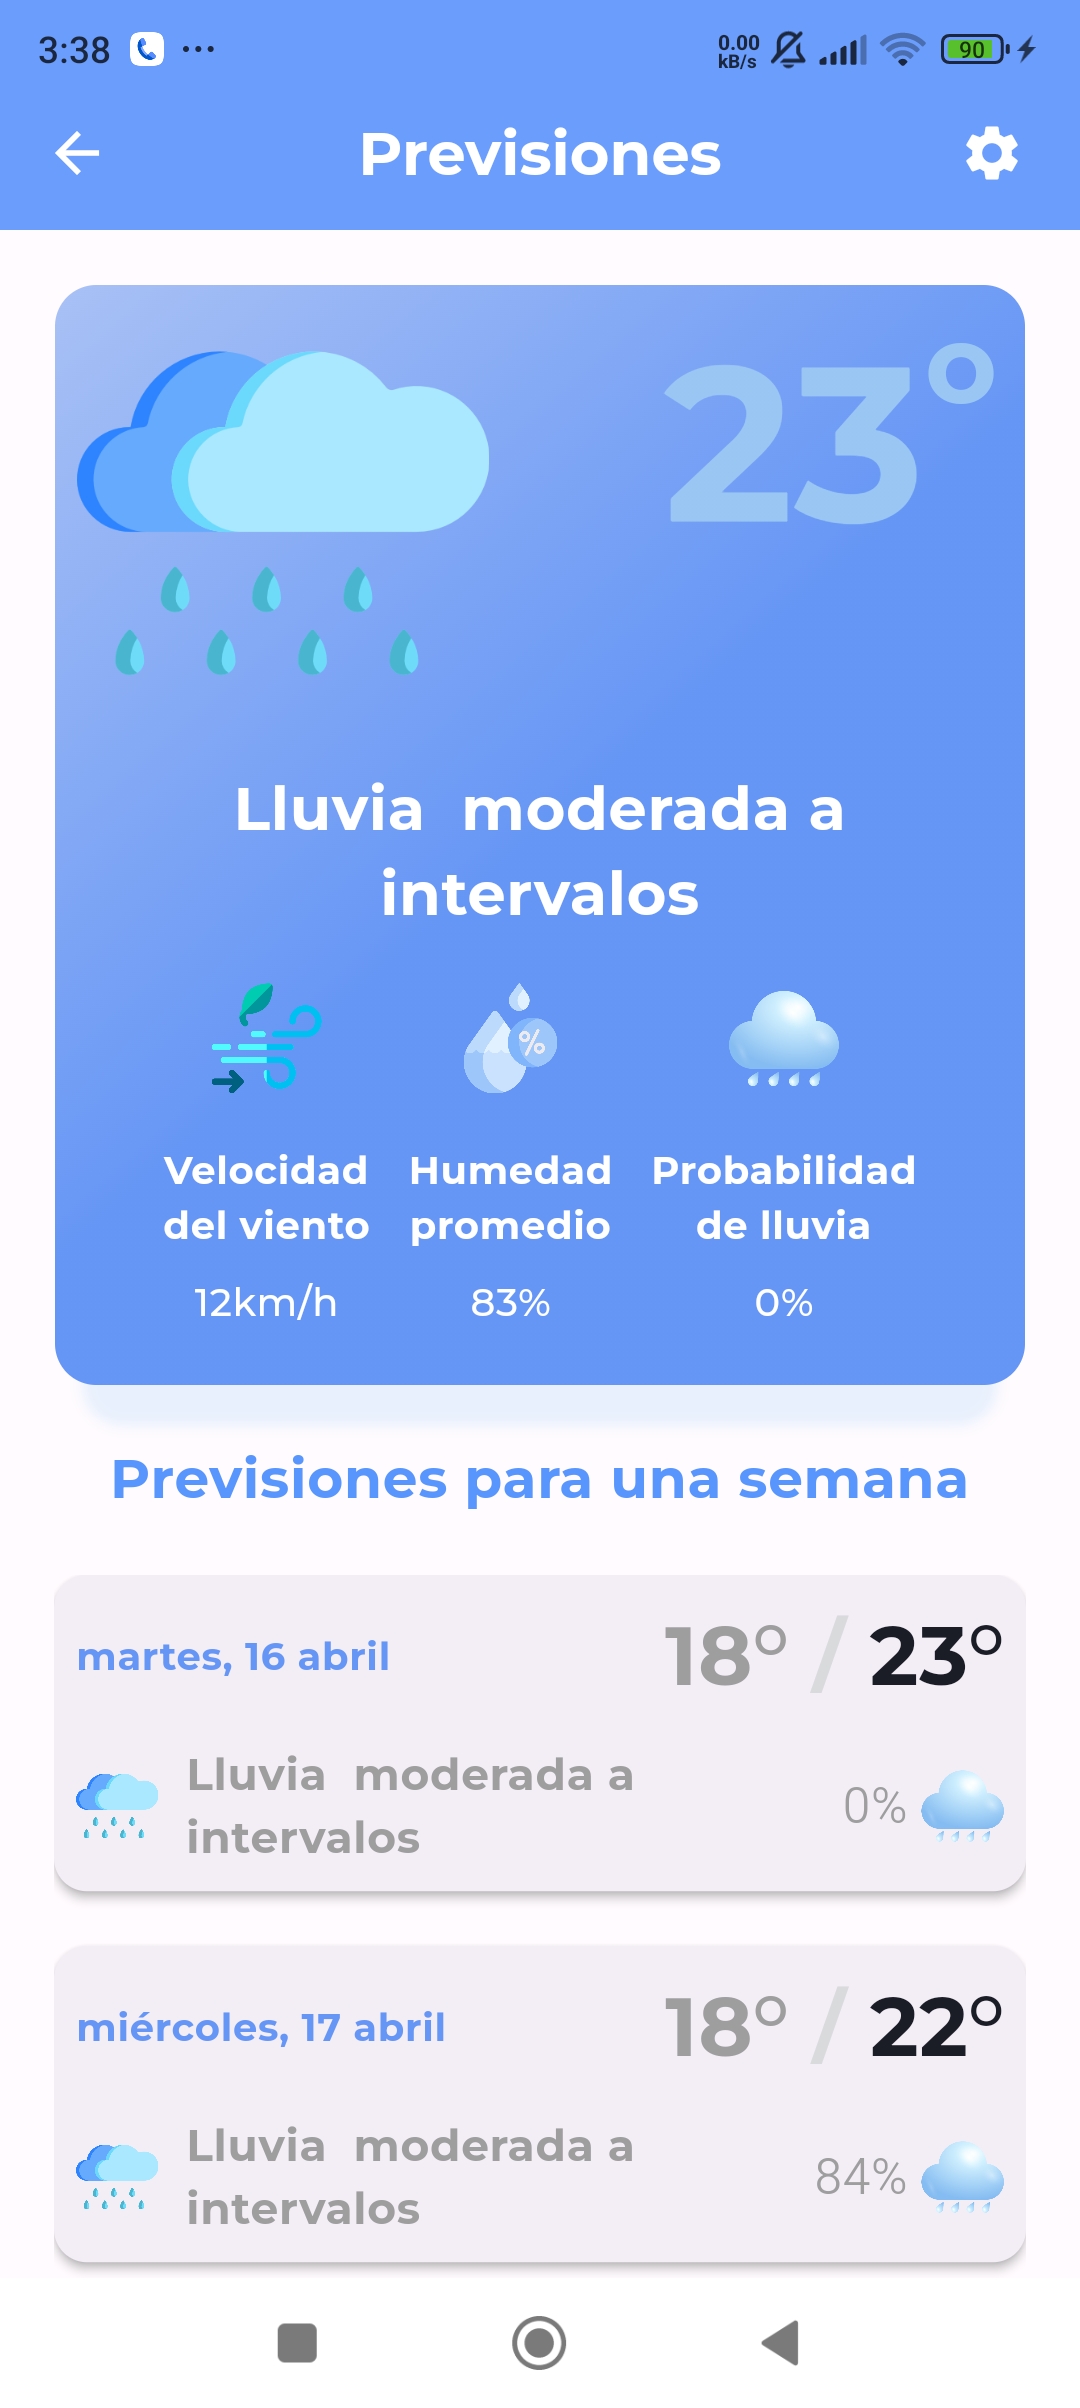 3:38
0.00
kB/s
90
Previsiones
23°
Lluvia  moderada a
intervalos
%
Velocidad
del viento
Humedad
promedio
Probabilidad
de lluvia
12km/h
83%
0%
Previsiones para una semana
martes, 16 abril
18° / 23°
Lluvia  moderada a
intervalos
0%
miércoles, 17 abril
18° / 22°
Lluvia  moderada a
intervalos
84%